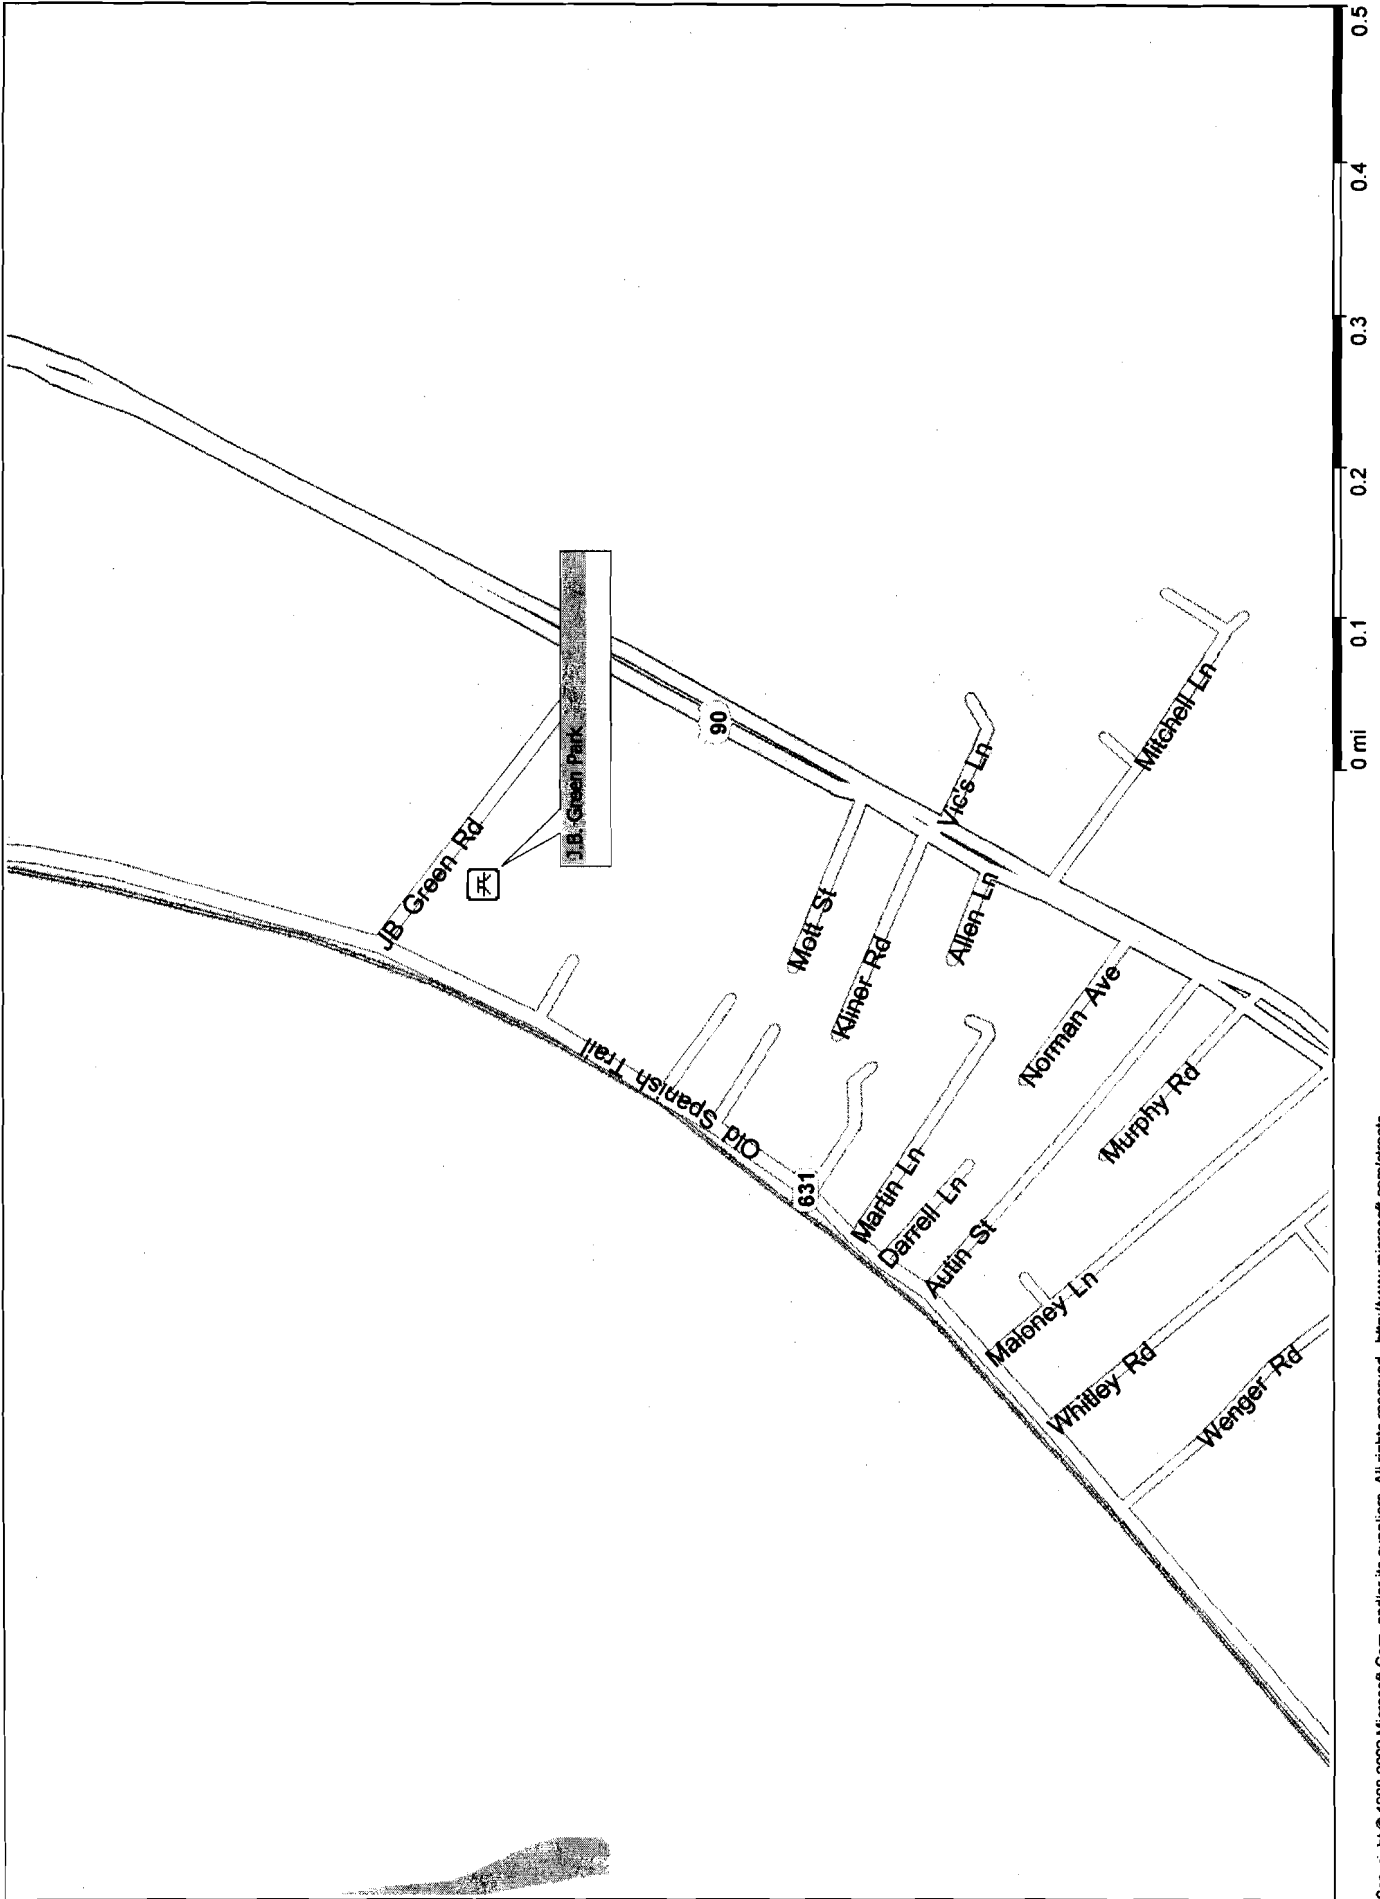 JB Green Rd
J.B. Green Park
90
Old Spanish Trail
631
Mott St
Kliner Rd
Vic's Ln
Allen Ln
Mitchell Ln
Norman Ave
Martin Ln
Darrell Ln
Autin St
Murphy Rd
Maloney Ln
Whitley Rd
Wenger Rd
0 mi
0.1
0.2
0.3
0.4
0.5